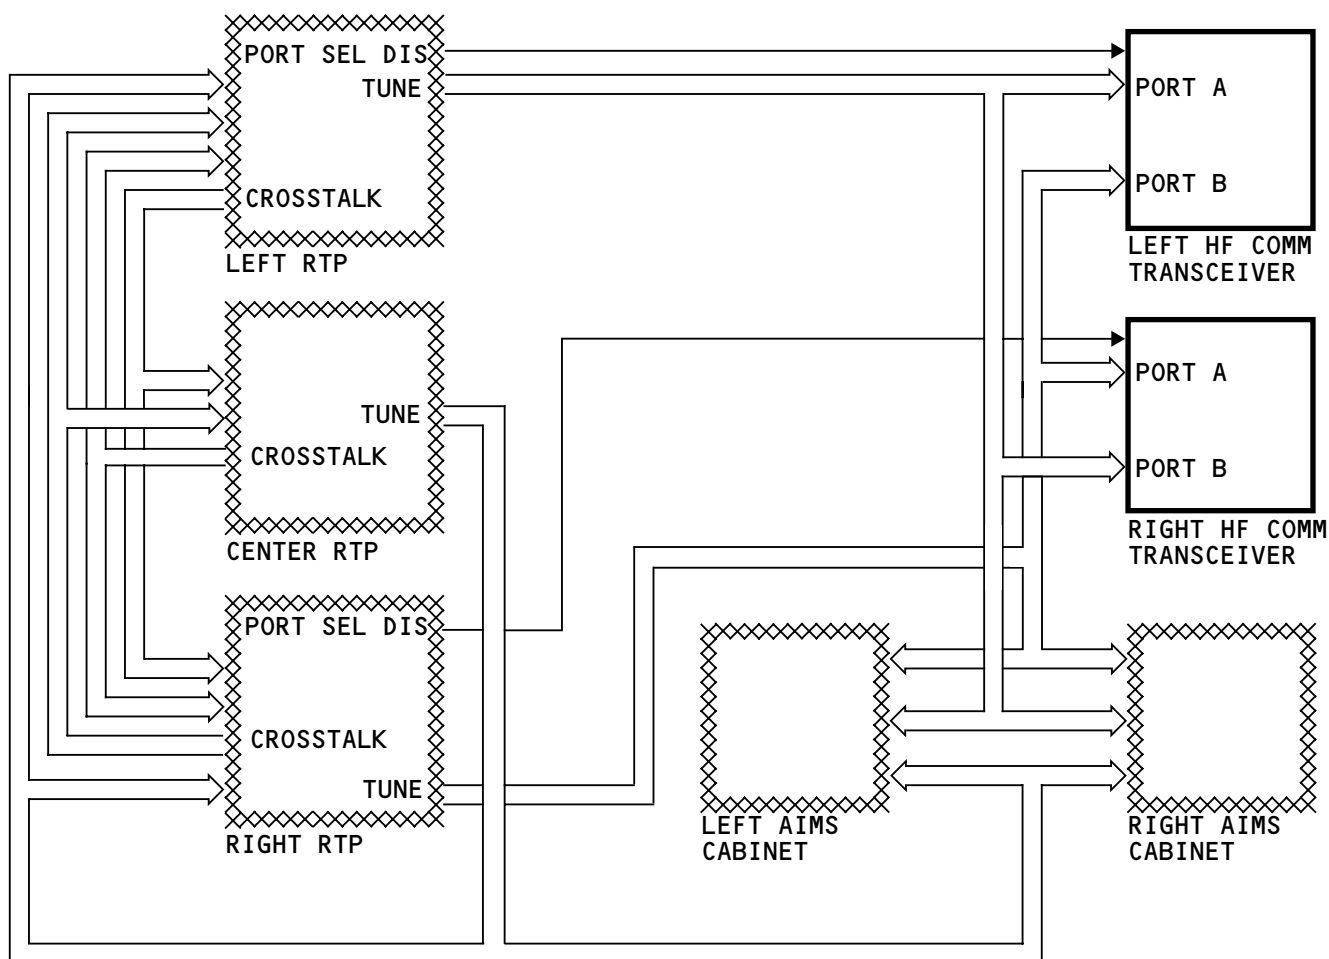 PORT SEL DIS
TUNE
CROSSTALK
LEFT RTP
TUNE
CROSSTALK
CENTER RTP
PORT SEL DIS
CROSSTALK
TUNE
RIGHT RTP
PORT A
PORT B
LEFT HF COMM
TRANSCEIVER
PORT A
PORT B
RIGHT HF COMM
TRANSCEIVER
LEFT AIMS
CABINET
RIGHT AIMS
CABINET